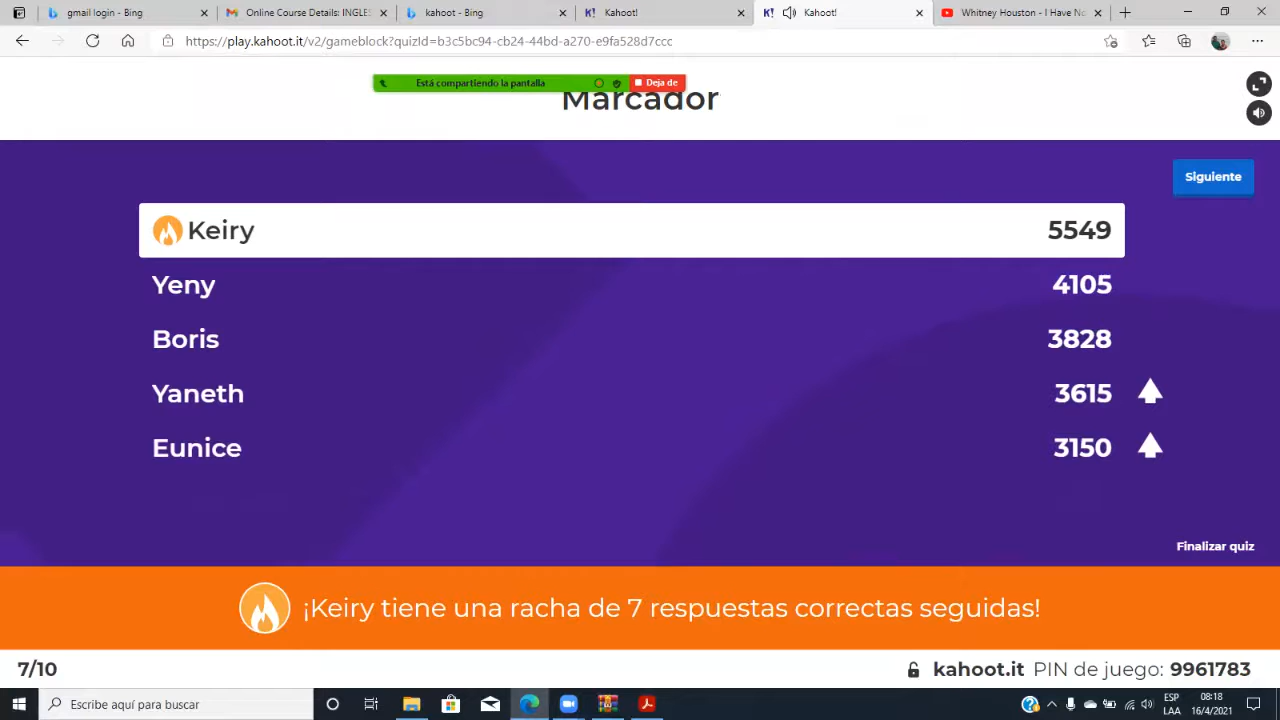 gmail login - Bing
Online Course Details: INGLES
kahoot - Bing
Kahoot!
Kahoot!
Whitney Houston - I Have No
https://play.kahoot.it/v2/gameblock?quizId=b3c5bc94-cb24-44bd-a270-e9fa528d7ccc
Está compartiendo la pantalla
Deja de
Marcador
Siguiente
Keiry 5549
Yeny 4105
Boris 3828
Yaneth 3615
Eunice 3150
Finalizar quiz
¡Keiry tiene una racha de 7 respuestas correctas seguidas!
7/10
kahoot.it PIN de juego: 9961783
Escribe aquí para buscar
ESP
LAA
08:18
16/4/2021